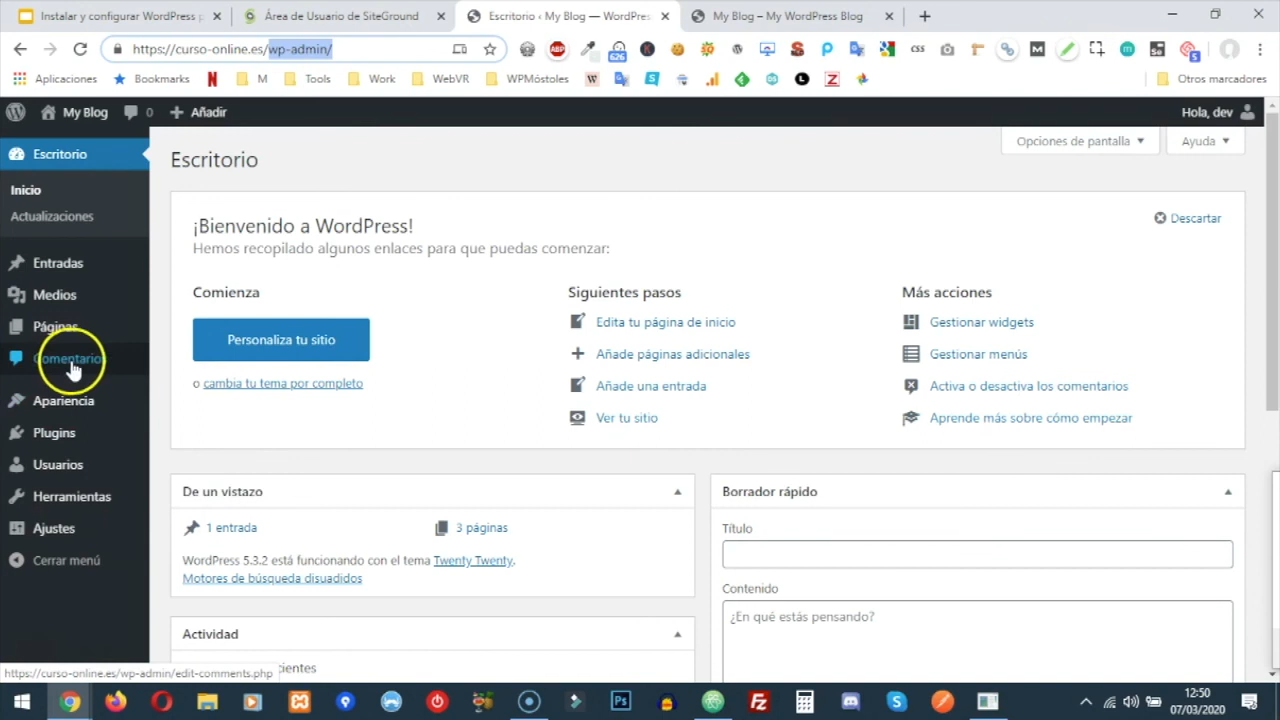 Instalar y configurar WordPress p
Área de Usuario de SiteGround
Escritorio ‹ My Blog — WordPres
My Blog – My WordPress Blog
https://curso-online.es/wp-admin/
ABP
626
css
5
Aplicaciones
Bookmarks
M
Tools
Work
WebVR
WPMóstoles
Otros marcadores
My Blog
0
Añadir
Hola, dev
Escritorio
Inicio
Actualizaciones
Entradas
Medios
Páginas
Comentarios
Apariencia
Plugins
Usuarios
Herramientas
Ajustes
Cerrar menú
Escritorio
Opciones de pantalla
Ayuda
¡Bienvenido a WordPress!
Hemos recopilado algunos enlaces para que puedas comenzar:
Descartar
Comienza
Personaliza tu sitio
o cambia tu tema por completo
Siguientes pasos
Edita tu página de inicio
Añade páginas adicionales
Añade una entrada
Ver tu sitio
Más acciones
Gestionar widgets
Gestionar menús
Activa o desactiva los comentarios
Aprende más sobre cómo empezar
De un vistazo
1 entrada
3 páginas
WordPress 5.3.2 está funcionando con el tema Twenty Twenty.
Motores de búsqueda disuadidos
Actividad
cientes
Borrador rápido
Título
Contenido
¿En qué estás pensando?
https://curso-online.es/wp-admin/edit-comments.php
Ps
12:50
07/03/2020